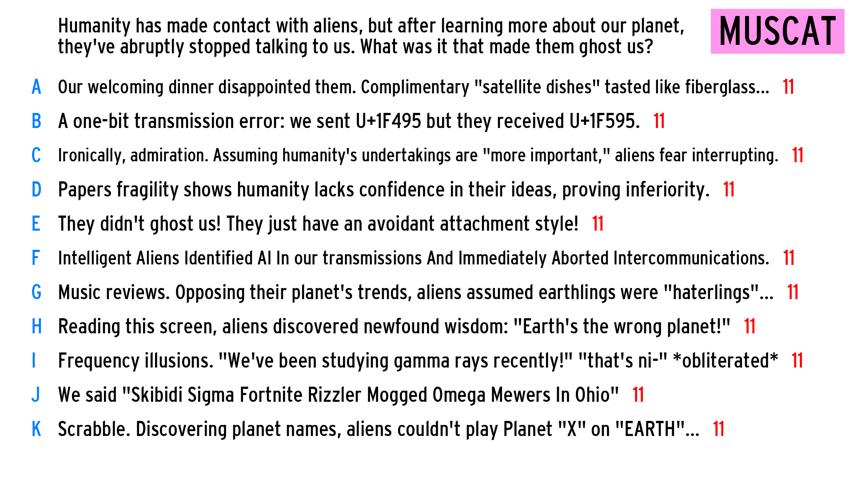 Humanity has made contact with aliens, but after learning more about our planet,
they've abruptly stopped talking to us. What was it that made them ghost us?
MUSCAT
A Our welcoming dinner disappointed them. Complimentary "satellite dishes" tasted like fiberglass... 11
B A one-bit transmission error: we sent U+1F495 but they received U+1F595. 11
C Ironically, admiration. Assuming humanity's undertakings are "more important," aliens fear interrupting. 11
D Papers fragility shows humanity lacks confidence in their ideas, proving inferiority. 11
E They didn't ghost us! They just have an avoidant attachment style! 11
F Intelligent Aliens Identified AI In our transmissions And Immediately Aborted Intercommunications. 11
G Music reviews. Opposing their planet's trends, aliens assumed earthlings were "haterlings"... 11
H Reading this screen, aliens discovered newfound wisdom: "Earth's the wrong planet!" 11
I Frequency illusions. "We've been studying gamma rays recently!" "that's ni-" *obliterated* 11
J We said "Skibidi Sigma Fortnite Rizzler Mogged Omega Mewers In Ohio" 11
K Scrabble. Discovering planet names, aliens couldn't play Planet "X" on "EARTH"... 11